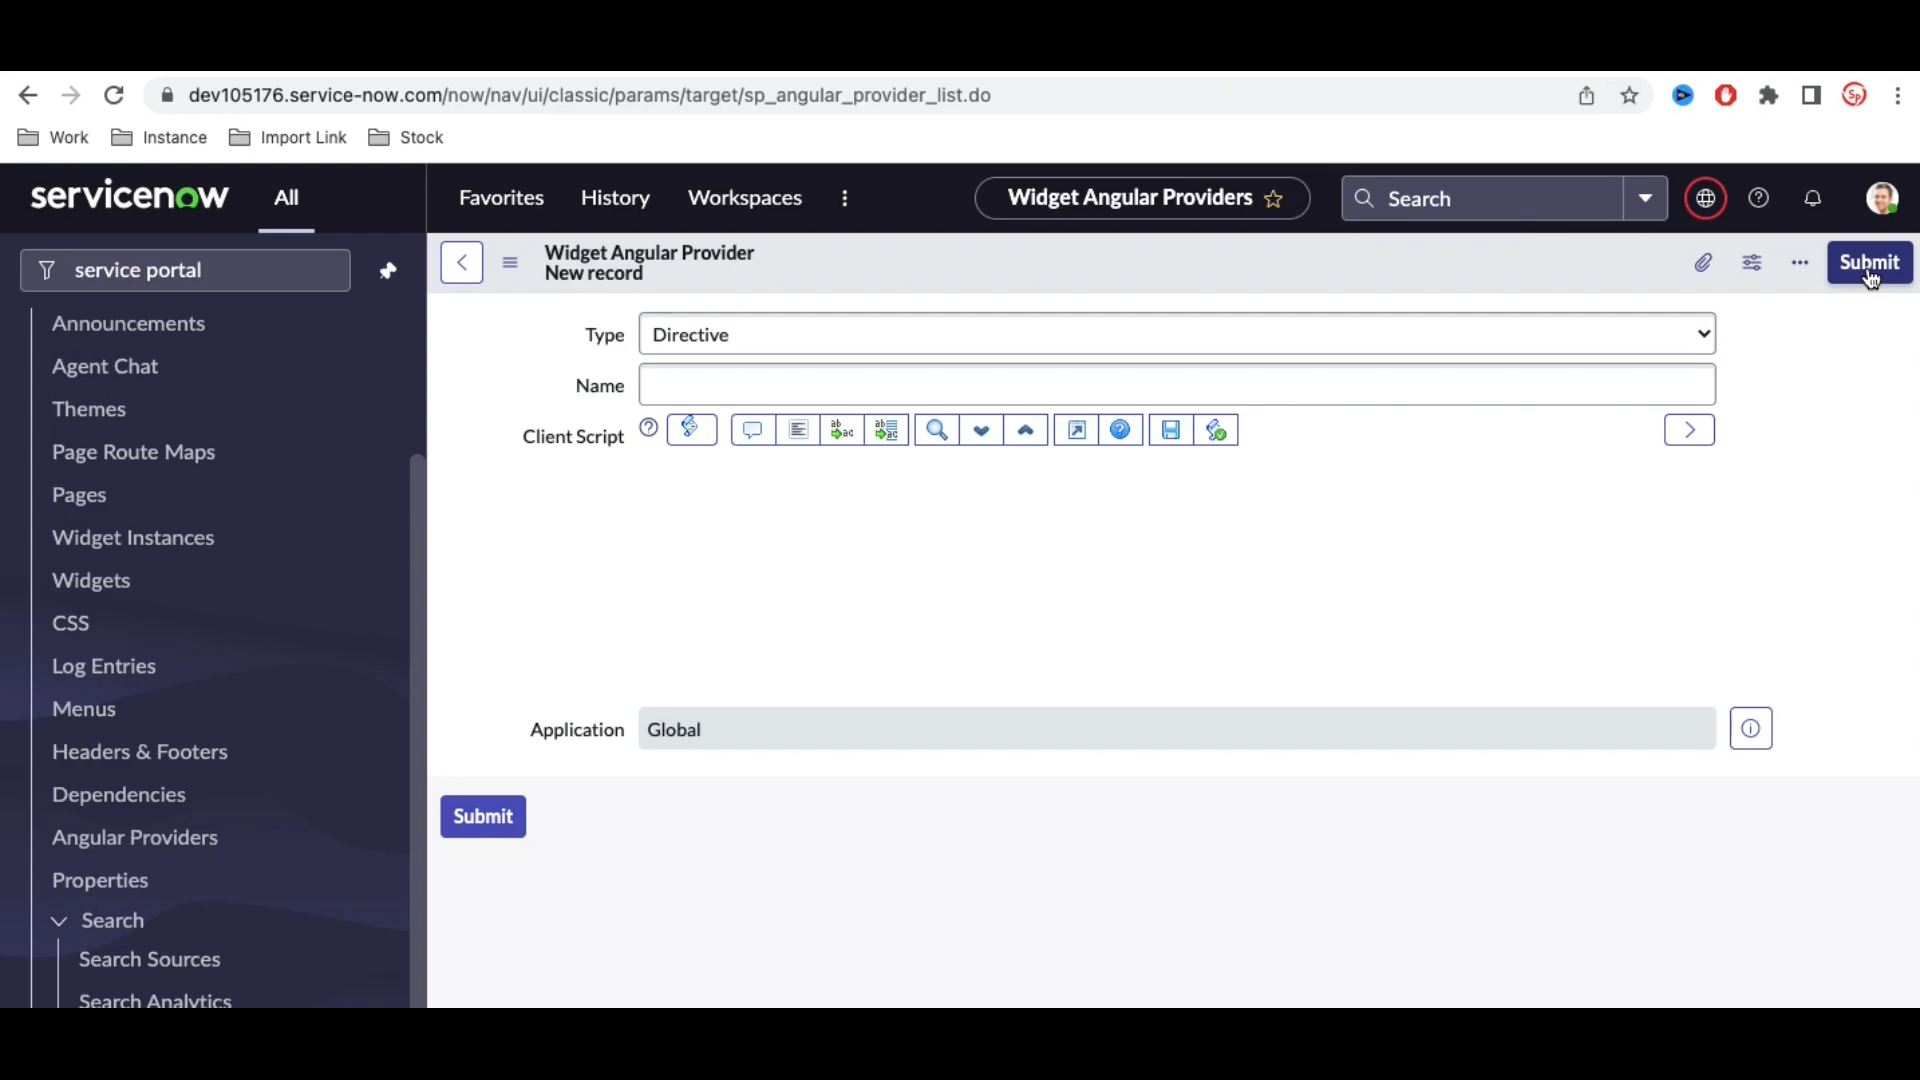 dev105176.service-now.com/now/nav/ui/classic/params/target/sp_angular_provider_list.do
Sp
Work Instance Import Link Stock
servicenow All Favorites History Workspaces Widget Angular Providers Search
service portal
Widget Angular Provider
New record
Submit
Announcements
Agent Chat
Themes
Page Route Maps
Pages
Widget Instances
Widgets
CSS
Log Entries
Menus
Headers & Footers
Dependencies
Angular Providers
Properties
Search
Search Sources
Search Analytics
Type Directive
Name
Client Script
Application Global
Submit